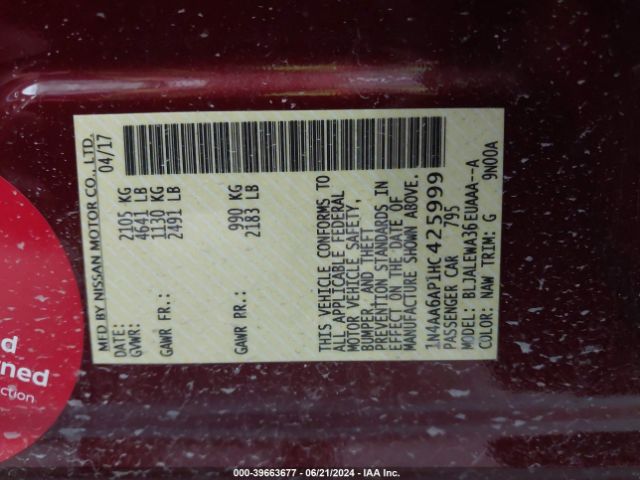 MFD BY NISSAN MOTOR CO., LTD.
DATE: 04/17
GVWR: 2105 KG
4641 LB
GAWR FR.: 1130 KG
2491 LB
GAWR RR.: 990 KG
2183 LB
THIS VEHICLE CONFORMS TO
ALL APPLICABLE FEDERAL
MOTOR VEHICLE SAFETY,
BUMPER, AND THEFT
PREVENTION STANDARDS IN
EFFECT ON THE DATE OF
MANUFACTURE SHOWN ABOVE.
1N4AA6AP1HC425999
PASSENGER CAR 795
MODEL: BLJALEWA36EUAAA--A
COLOR: NAW TRIM: G 9N00A
d
ned
ction
000-39663677 - 06/21/2024 - IAA Inc.